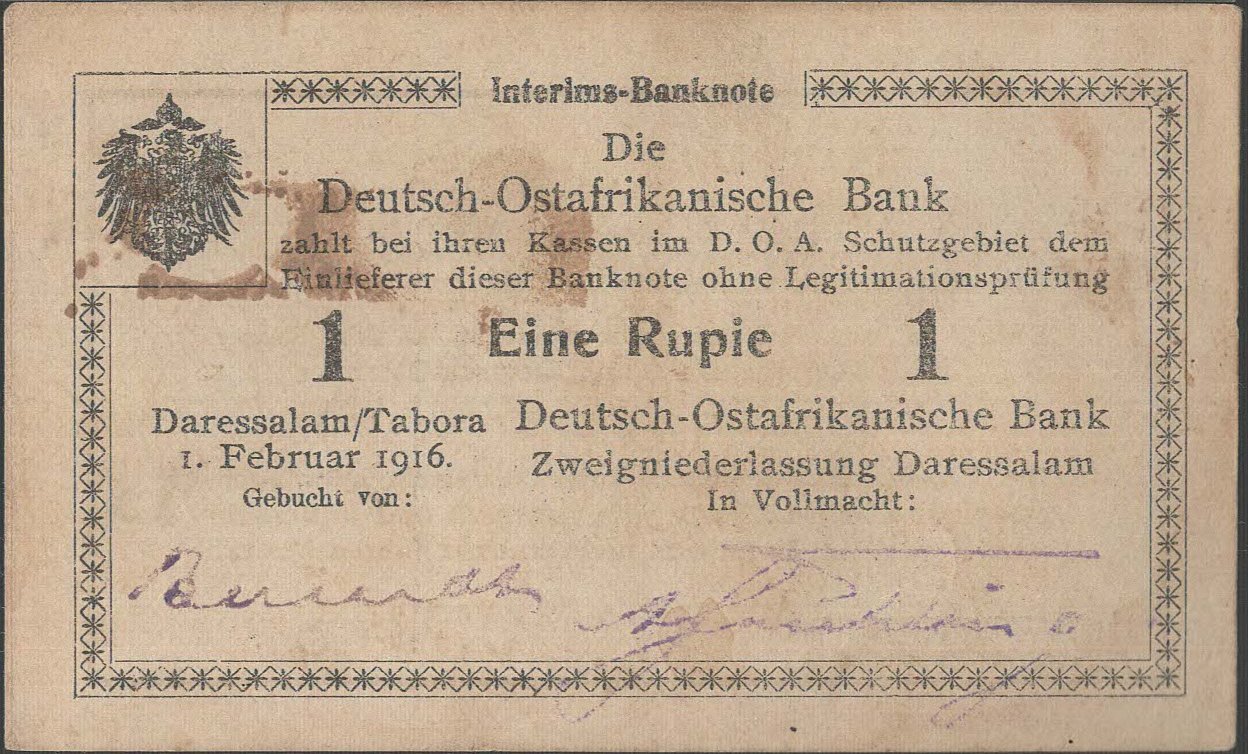 Interims-Banknote
Die
Deutsch-Ostafrikanische Bank
zahlt bei ihren Kassen im D. O. A. Schutzgebiet dem
Einlieferer dieser Banknote ohne Legitimationsprüfung
1 Eine Rupie 1
Daressalam/Tabora
1. Februar 1916.
Gebucht von:
Deutsch-Ostafrikanische Bank
Zweigniederlassung Daressalam
In Vollmacht: